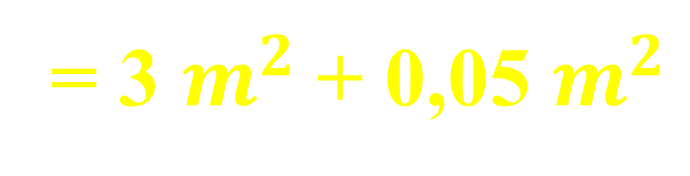 = 3 m² + 0,05 m²